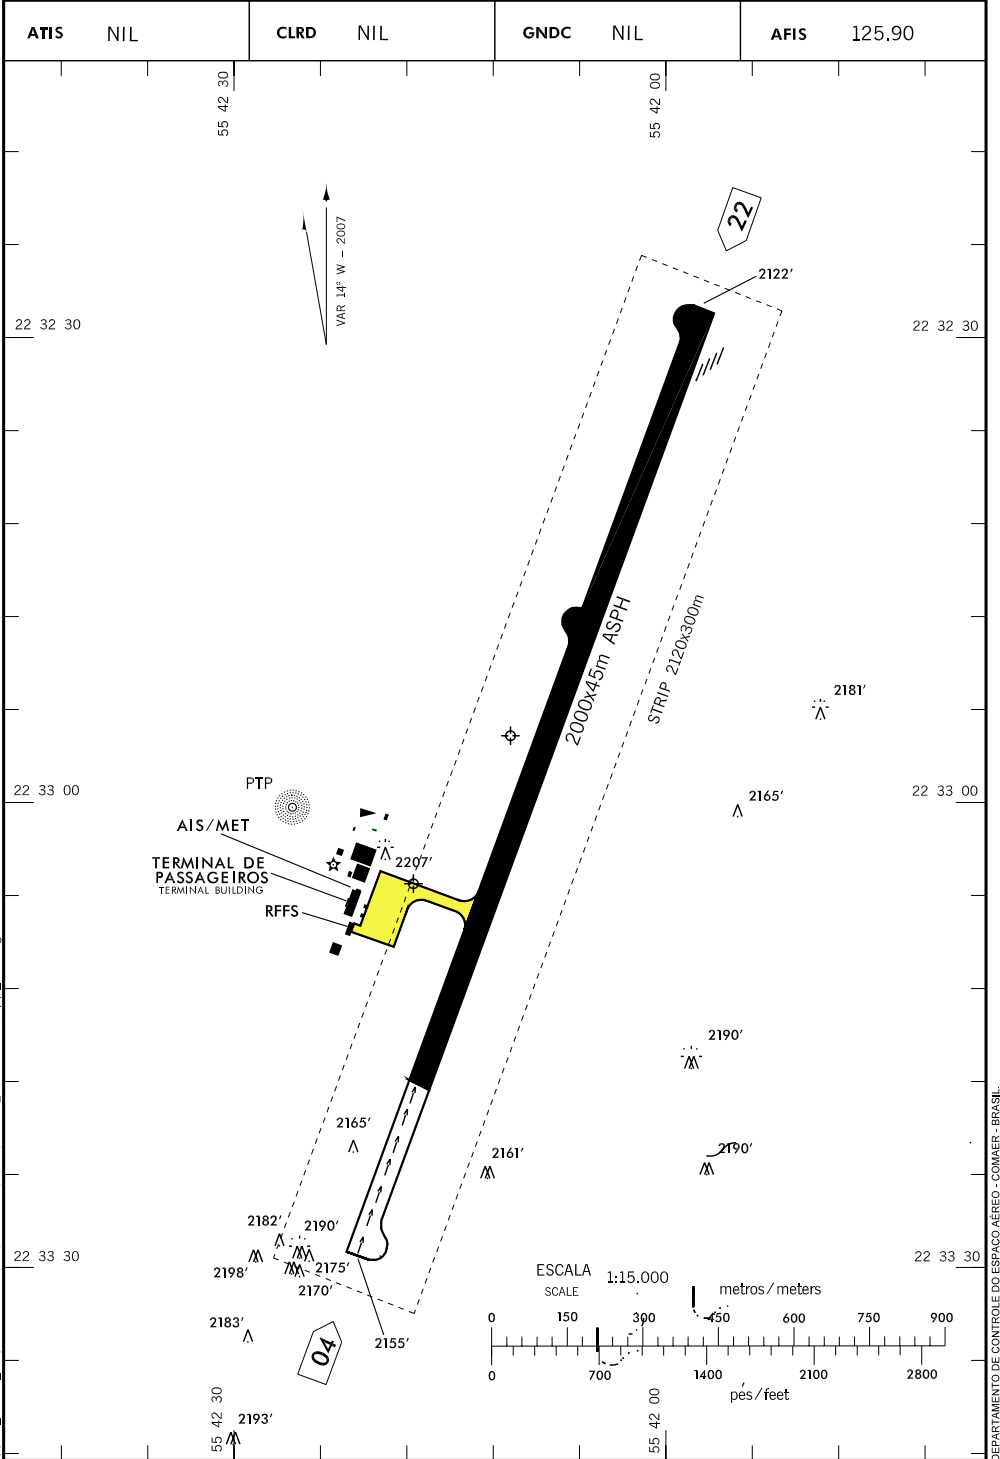 ATIS NIL CLRD NIL GNDC NIL AFIS 125.90
55 42 30
55 42 00
VAR 14° W - 2007
22
2122'
22 32 30
22 32 30
2000x45m ASPH
STRIP 2120x300m
2181'
PTP
22 33 00
22 33 00
2165'
AIS/MET
2207'
TERMINAL DE
PASSAGEIROS
TERMINAL BUILDING
RFFS
2190'
2165'
2161'
2190'
2182'
2190'
22 33 30
22 33 30
2198'
2175'
2170'
ESCALA
SCALE
1:15.000
metros/meters
0 150 300 450 600 750 900
0 700 1400 2100 2800
pés/feet
2183'
2155'
04
55 42 30
55 42 00
2193'
DEPARTAMENTO DE CONTROLE DO ESPAÇO AÉREO - COMAER - BRASIL.